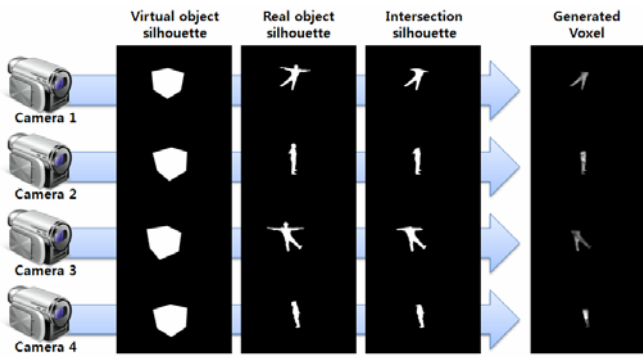 Virtual object
silhouette
Real object
silhouette
Intersection
silhouette
Generated
Voxel
Camera 1
Camera 2
Camera 3
Camera 4